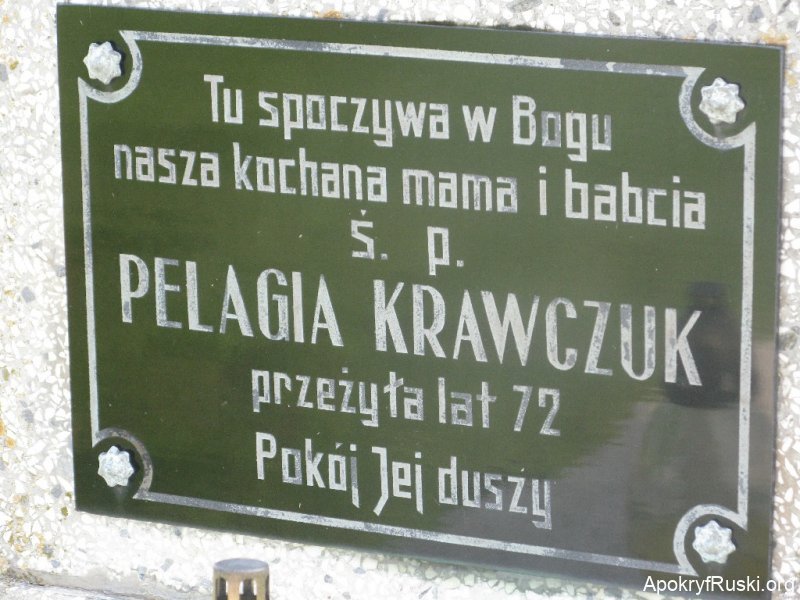 Tu spoczywa w Bogu
nasza kochana mama i babcia
ś. p.
PELAGIA KRAWCZUK
przeżyła lat 72
Pokój Jej duszy
ApokryfRuski.org